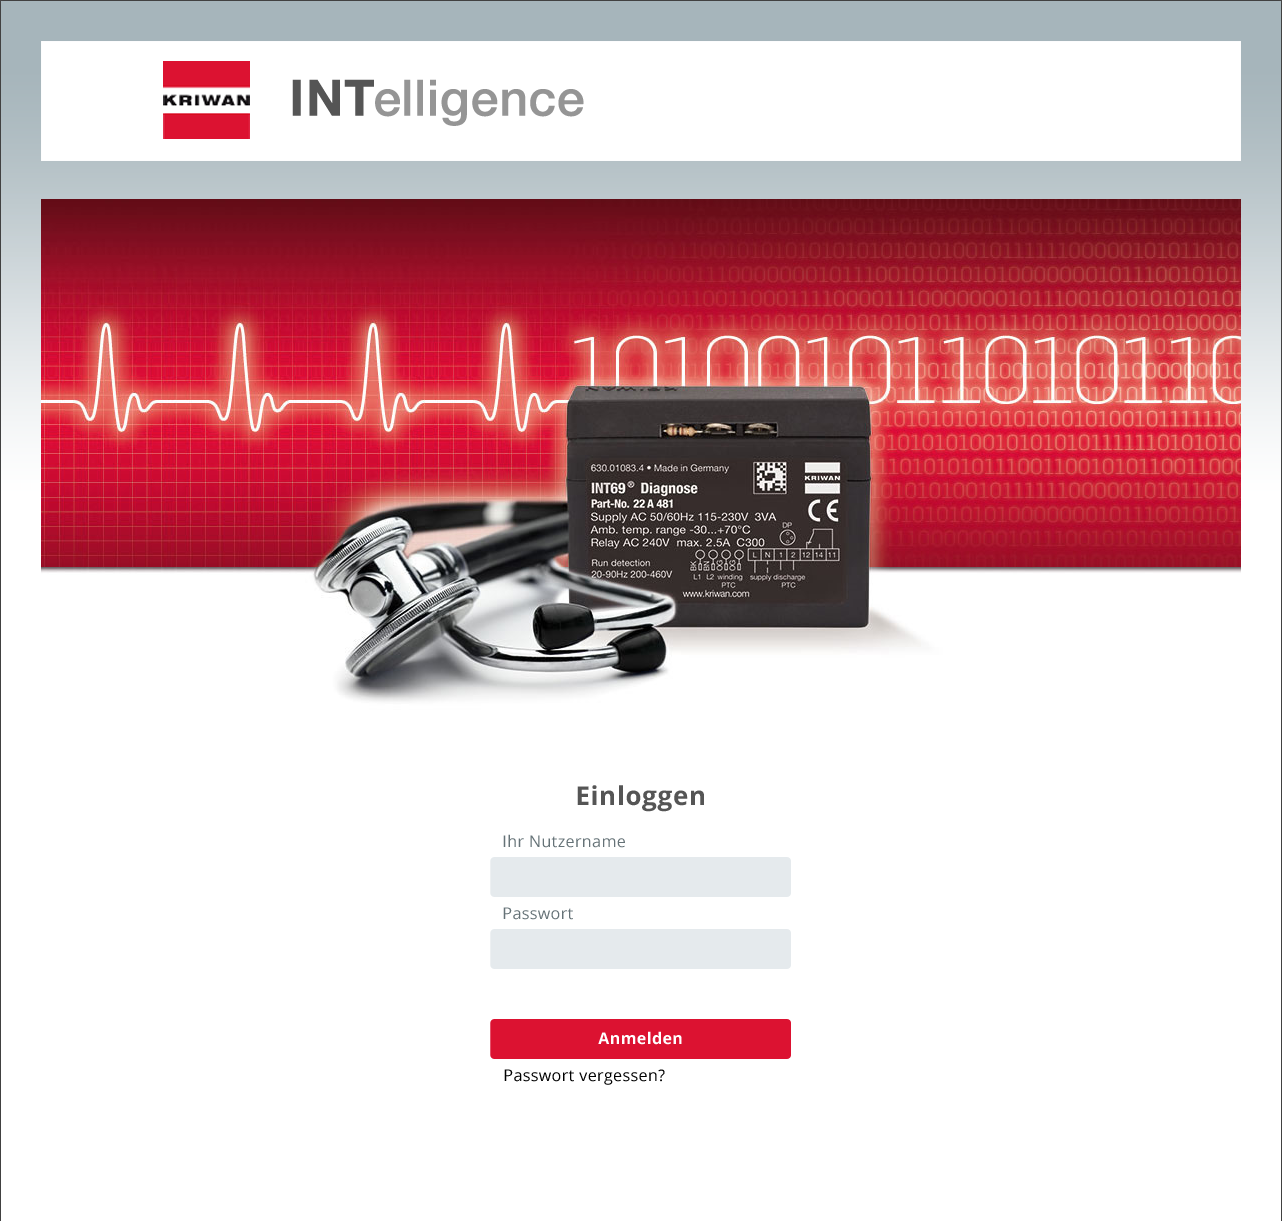 KRIWAN
INTelligence
101001011010110
KRIWAN
630.01083.4 • Made in Germany
INT69® Diagnose
Part-No. 22 A 481
KRIWAN
CE
Supply AC 50/60Hz 115-230V 3VA
Amb. temp. range -30...+70°C
Relay AC 240V max. 2.5A C300
DP
L N 1 2 12 14 11
Run detection
20-90Hz 200-460V
L1 L2 winding supply discharge
PTC PTC
www.kriwan.com
Einloggen
Ihr Nutzername
Passwort
Anmelden
Passwort vergessen?